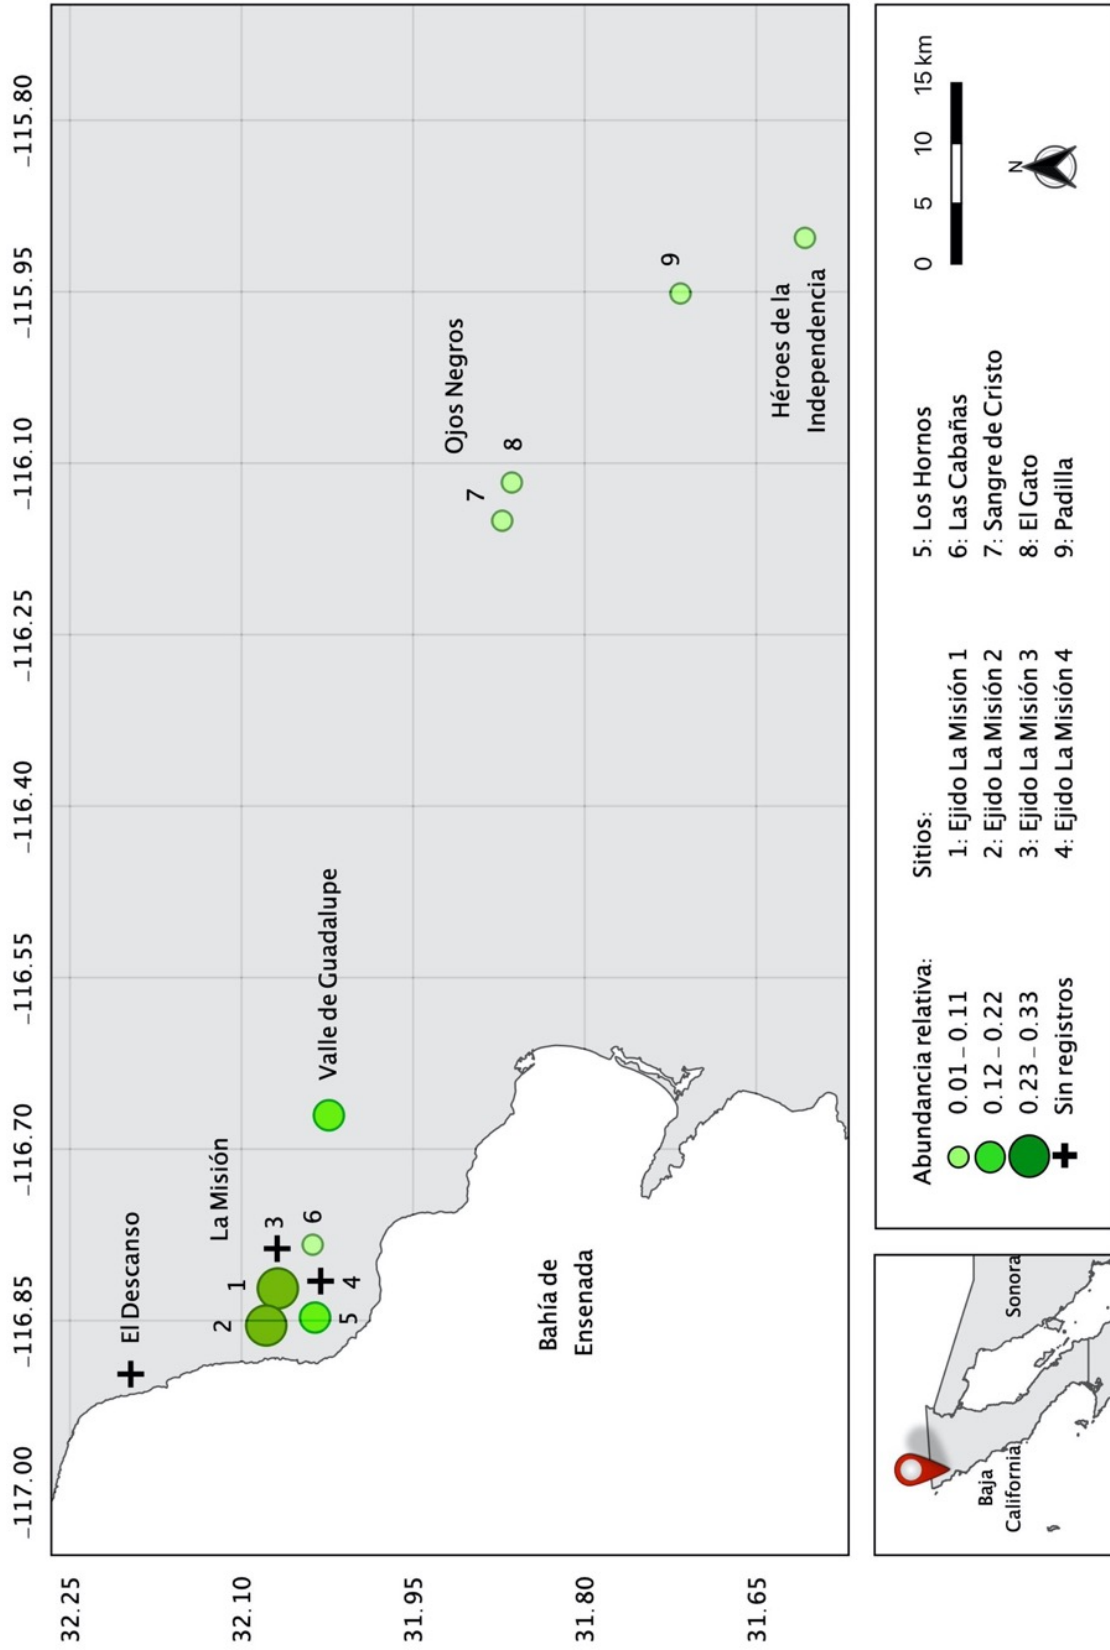 −117.00
−116.85
−116.70
−116.55
−116.40
−116.25
−116.10
−115.95
−115.80
32.25
32.10
31.95
31.80
31.65
El Descanso
La Misión
2
1
3
6
4
5
Valle de Guadalupe
Ojos Negros
7
8
9
Héroes de la
Independencia
Bahía de
Ensenada
Baja
California
Sonora
Abundancia relativa:
0.01 – 0.11
0.12 – 0.22
0.23 – 0.33
Sin registros
Sitios:
1: Ejido La Misión 1
2: Ejido La Misión 2
3: Ejido La Misión 3
4: Ejido La Misión 4
5: Los Hornos
6: Las Cabañas
7: Sangre de Cristo
8: El Gato
9: Padilla
0 5 10 15 km
N